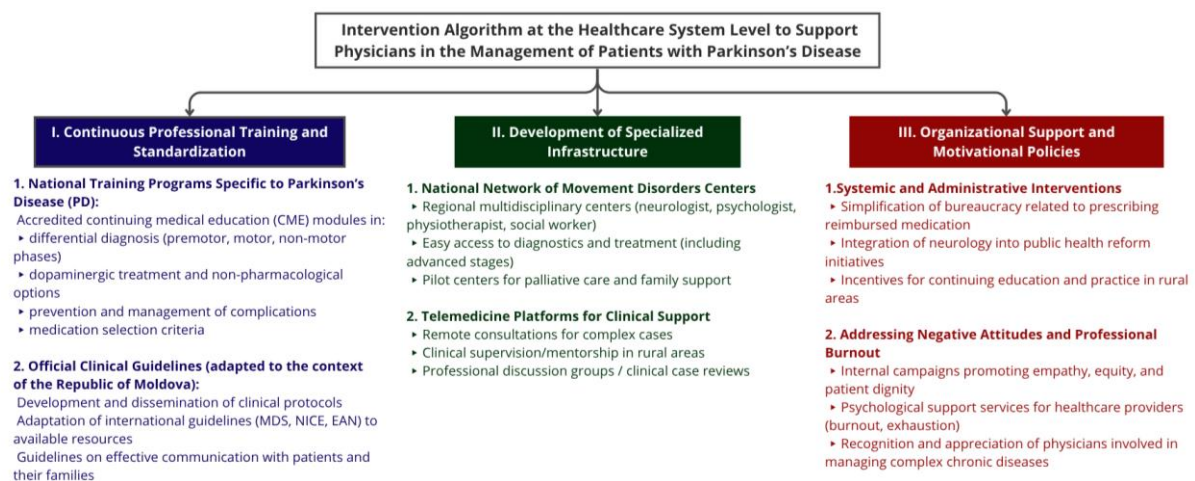 Intervention Algorithm at the Healthcare System Level to Support
Physicians in the Management of Patients with Parkinson’s Disease
I. Continuous Professional Training and
Standardization
1. National Training Programs Specific to Parkinson’s
Disease (PD):
Accredited continuing medical education (CME) modules in:
‣ differential diagnosis (premotor, motor, non-motor
phases)
‣ dopaminergic treatment and non-pharmacological
options
‣ prevention and management of complications
‣ medication selection criteria
2. Official Clinical Guidelines (adapted to the context
of the Republic of Moldova):
Development and dissemination of clinical protocols
Adaptation of international guidelines (MDS, NICE, EAN) to
available resources
Guidelines on effective communication with patients and
their families
II. Development of Specialized
Infrastructure
1. National Network of Movement Disorders Centers
‣ Regional multidisciplinary centers (neurologist, psychologist,
physiotherapist, social worker)
‣ Easy access to diagnostics and treatment (including
advanced stages)
‣ Pilot centers for palliative care and family support
2. Telemedicine Platforms for Clinical Support
‣ Remote consultations for complex cases
‣ Clinical supervision/mentorship in rural areas
‣ Professional discussion groups / clinical case reviews
III. Organizational Support and
Motivational Policies
1.Systemic and Administrative Interventions
‣ Simplification of bureaucracy related to prescribing
reimbursed medication
‣ Integration of neurology into public health reform
initiatives
‣ Incentives for continuing education and practice in rural
areas
2. Addressing Negative Attitudes and Professional
Burnout
‣ Internal campaigns promoting empathy, equity, and
patient dignity
‣ Psychological support services for healthcare providers
(burnout, exhaustion)
‣ Recognition and appreciation of physicians involved in
managing complex chronic diseases